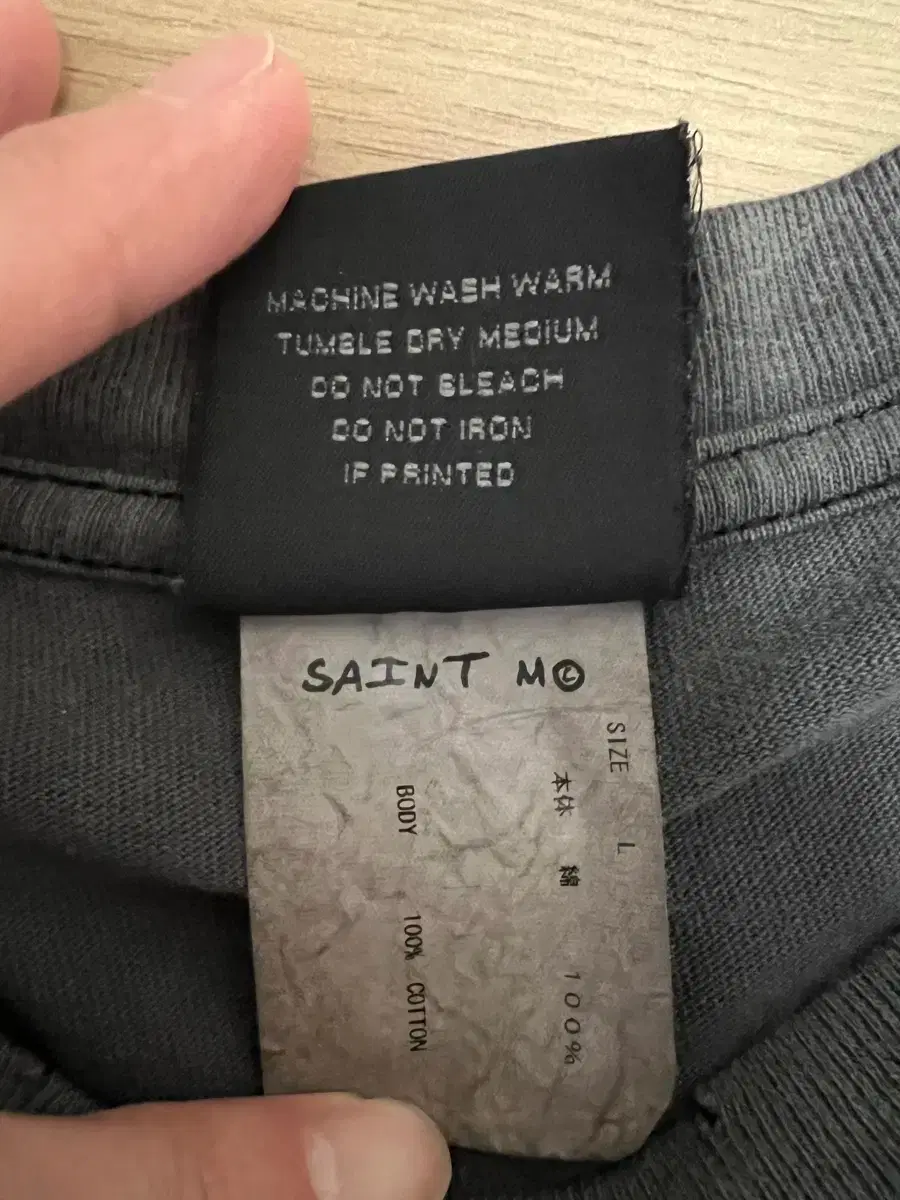 MACHINE WASH WARM
TUMBLE DRY MEDIUM
DO NOT BLEACH
DO NOT IRON
IF PRINTED
SAINT M©
SIZE L
本体 綿 100%
BODY 100% COTTON